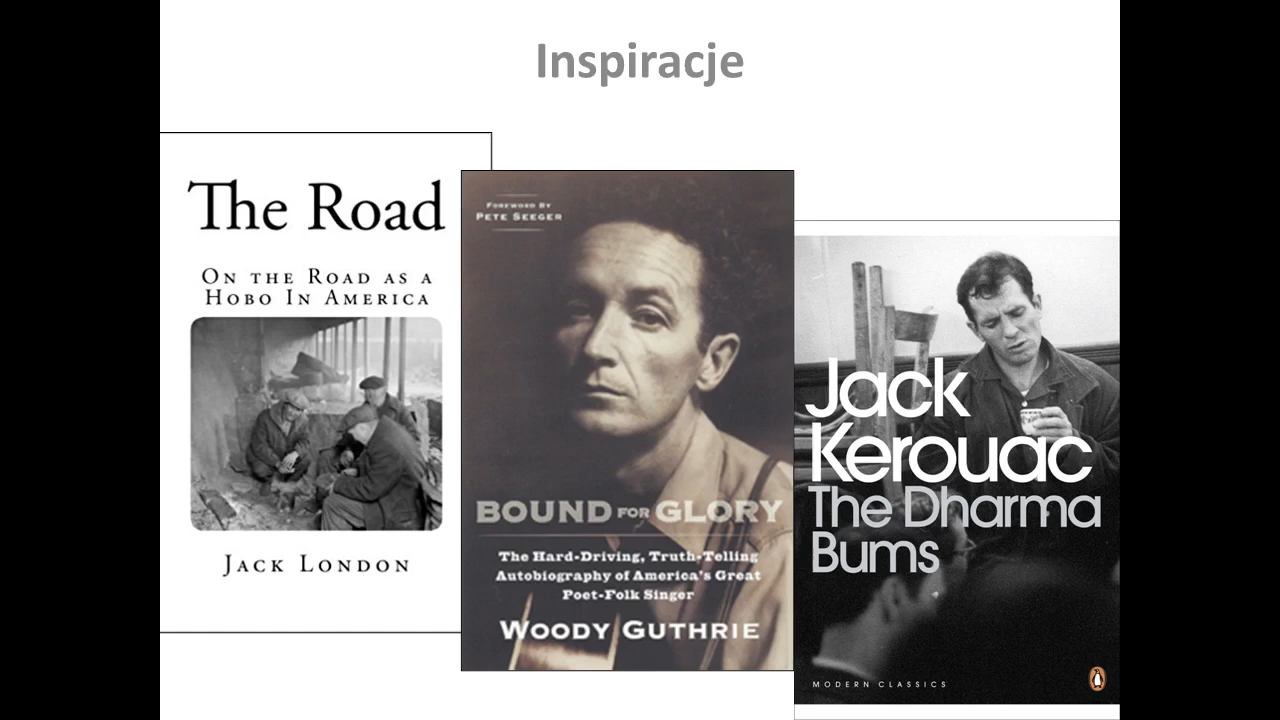 Inspiracje
The Road
On the Road as a
Hobo In America
Jack London
Foreword by
Pete Seeger
BOUND FOR GLORY
The Hard-Driving, Truth-Telling
Autobiography of America's Great
Poet-Folk Singer
WOODY GUTHRIE
Jack
Kerouac
The Dharma
Bums
MODERN CLASSICS